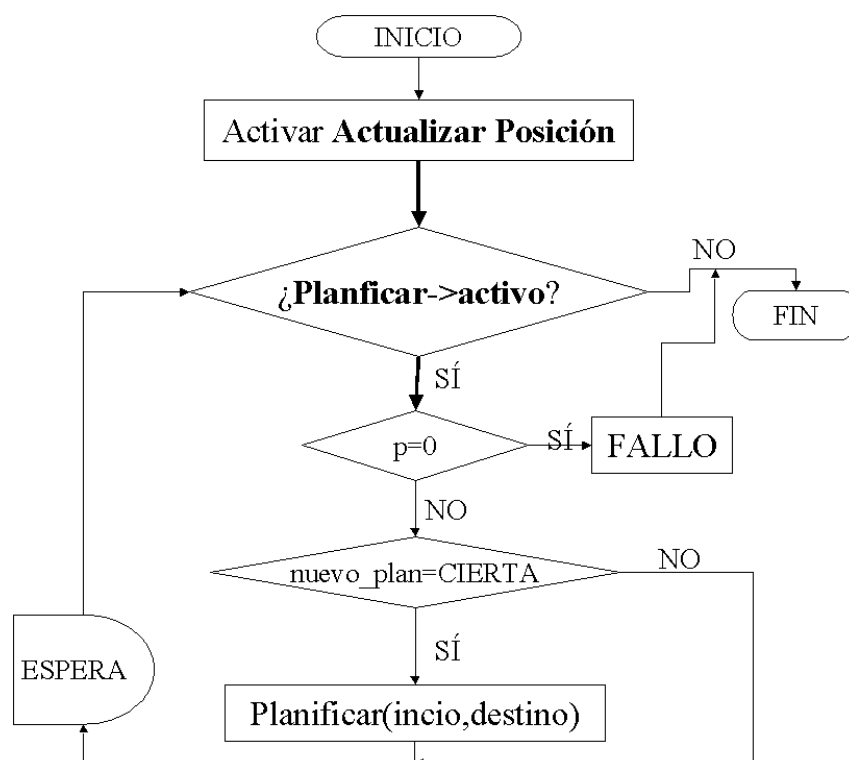 INICIO
Activar Actualizar Posición
NO
¿Planficar->activo?
FIN
SÍ
p=0
SÍ
FALLO
NO
nuevo_plan=CIERTA
NO
SÍ
ESPERA
Planificar(incio,destino)